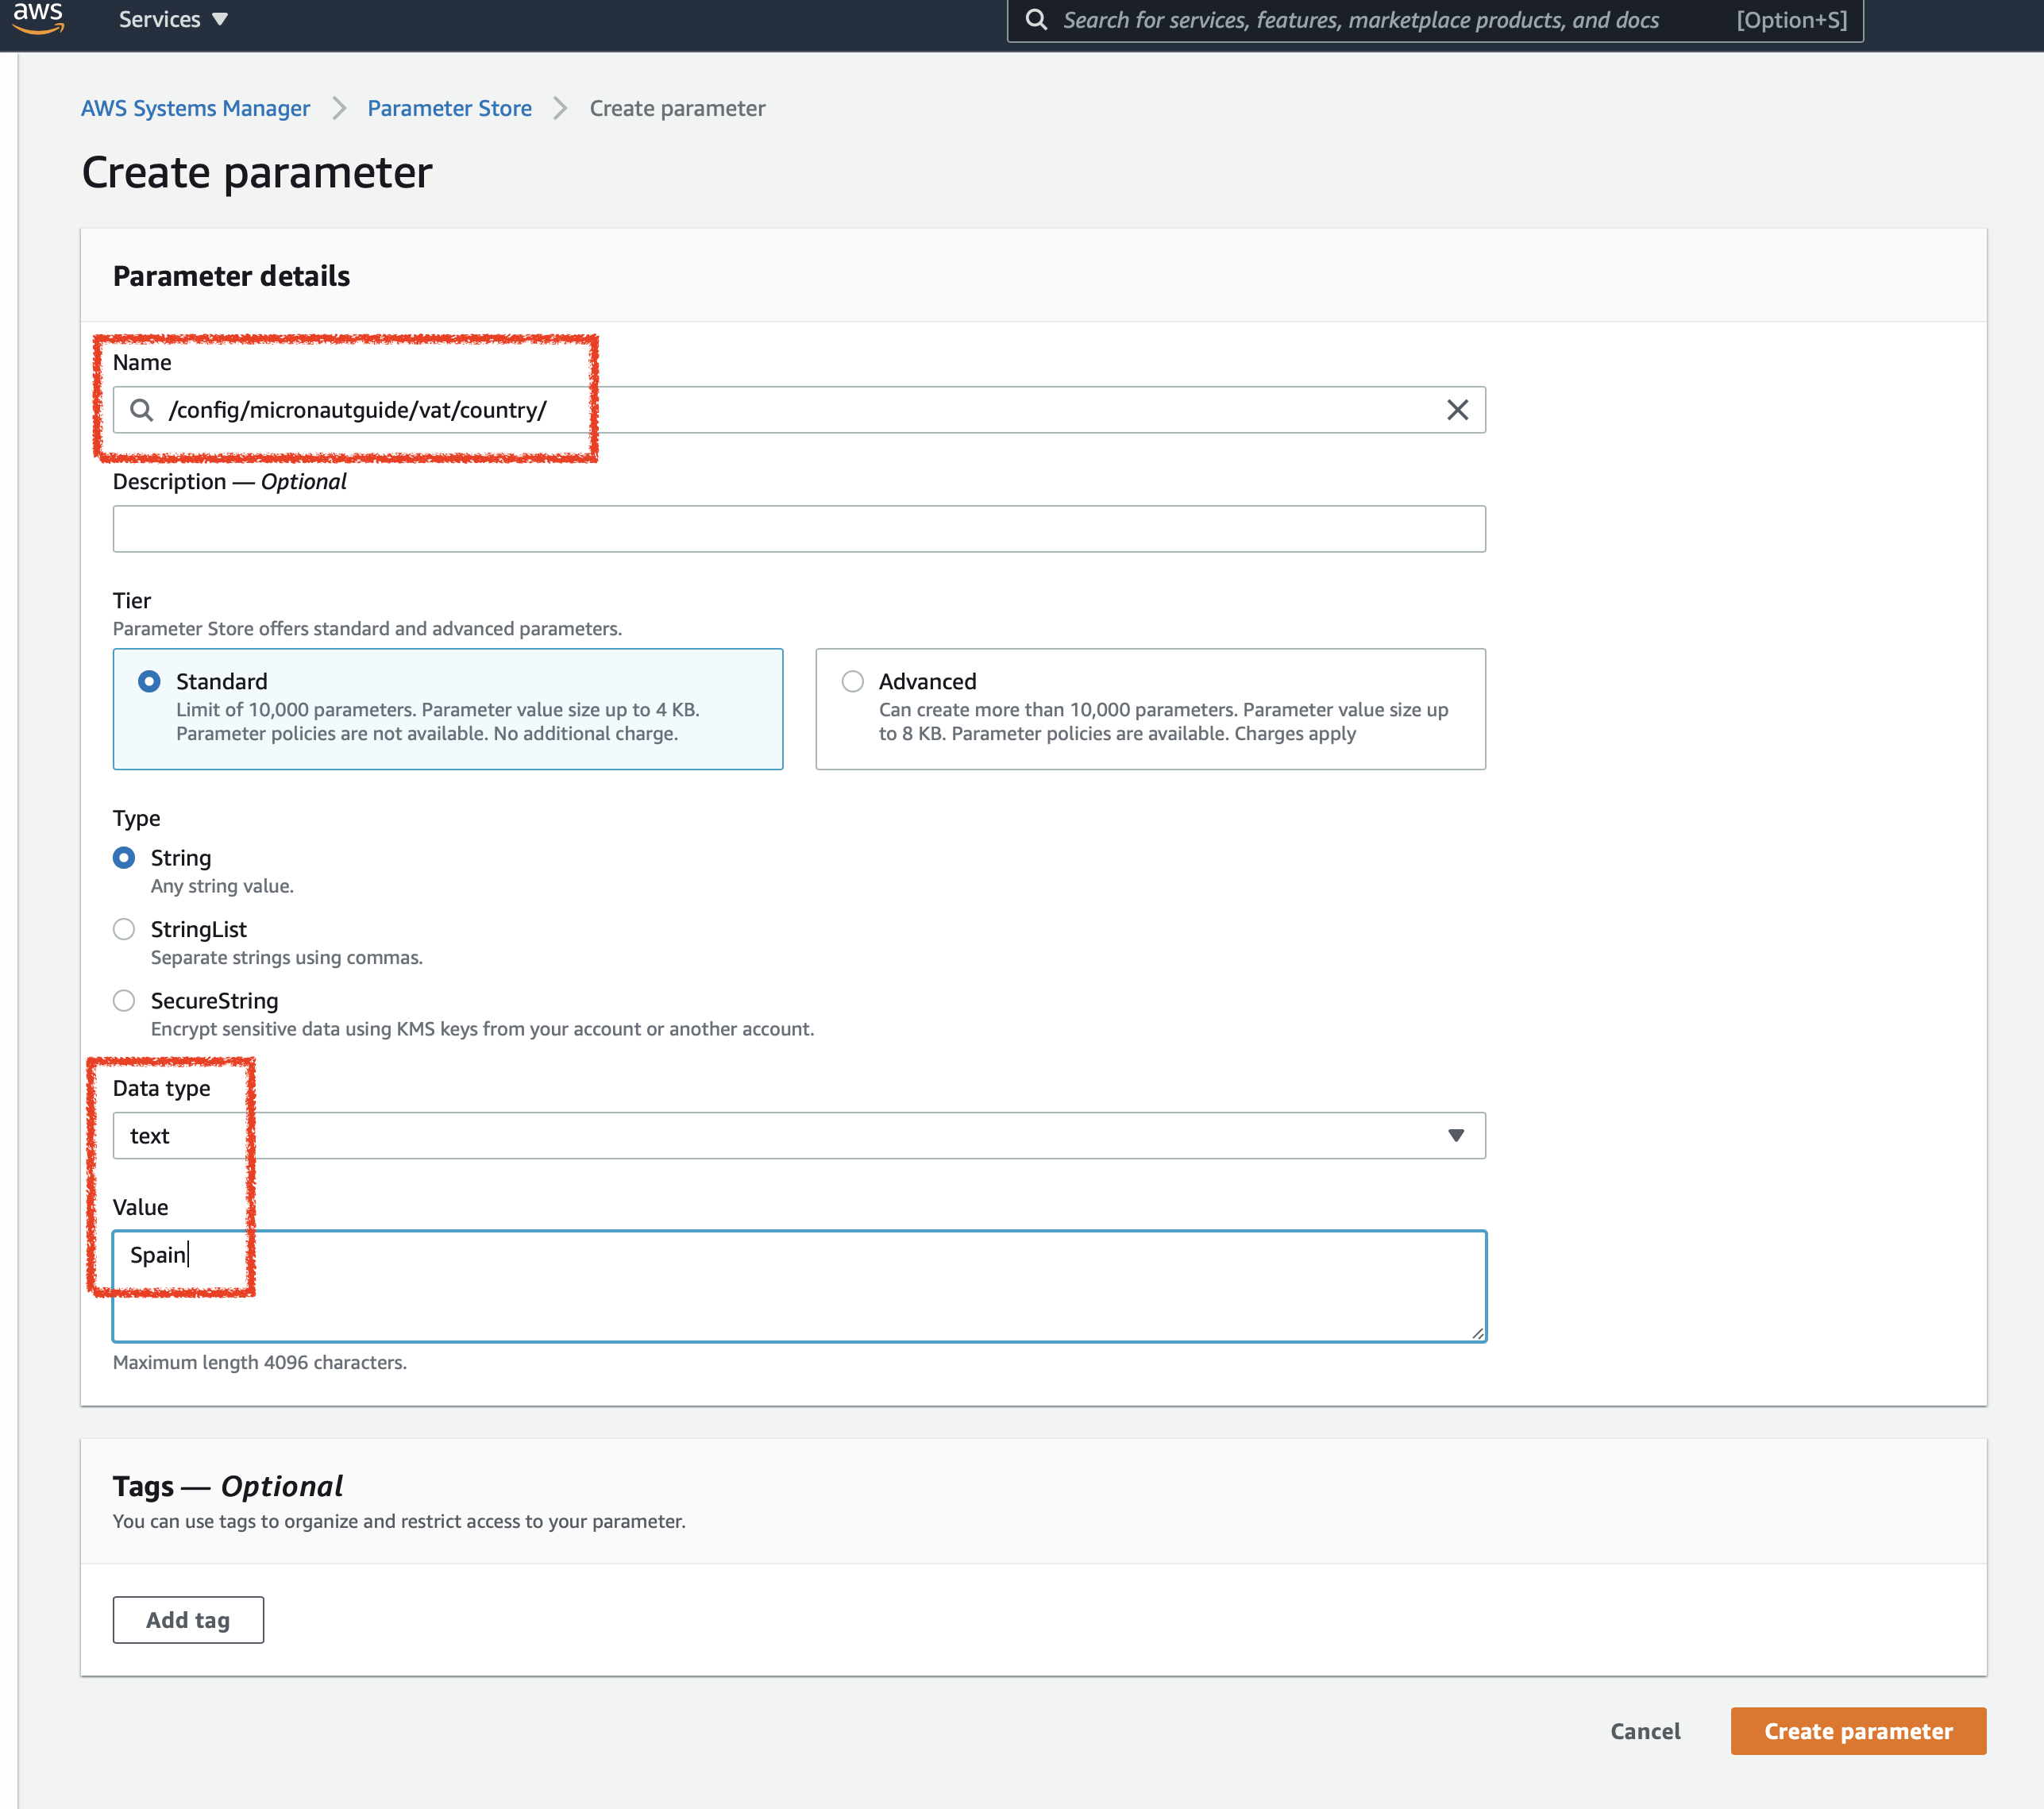 aws Services Search for services, features, marketplace products, and docs [Option+S]
AWS Systems Manager Parameter Store Create parameter
Create parameter
Parameter details
Name
/config/micronautguide/vat/country/
Description — Optional
Tier
Parameter Store offers standard and advanced parameters.
Standard
Limit of 10,000 parameters. Parameter value size up to 4 KB.
Parameter policies are not available. No additional charge.
Advanced
Can create more than 10,000 parameters. Parameter value size up
to 8 KB. Parameter policies are available. Charges apply
Type
String
Any string value.
StringList
Separate strings using commas.
SecureString
Encrypt sensitive data using KMS keys from your account or another account.
Data type
text
Value
Spain
Maximum length 4096 characters.
Tags — Optional
You can use tags to organize and restrict access to your parameter.
Add tag
Cancel Create parameter